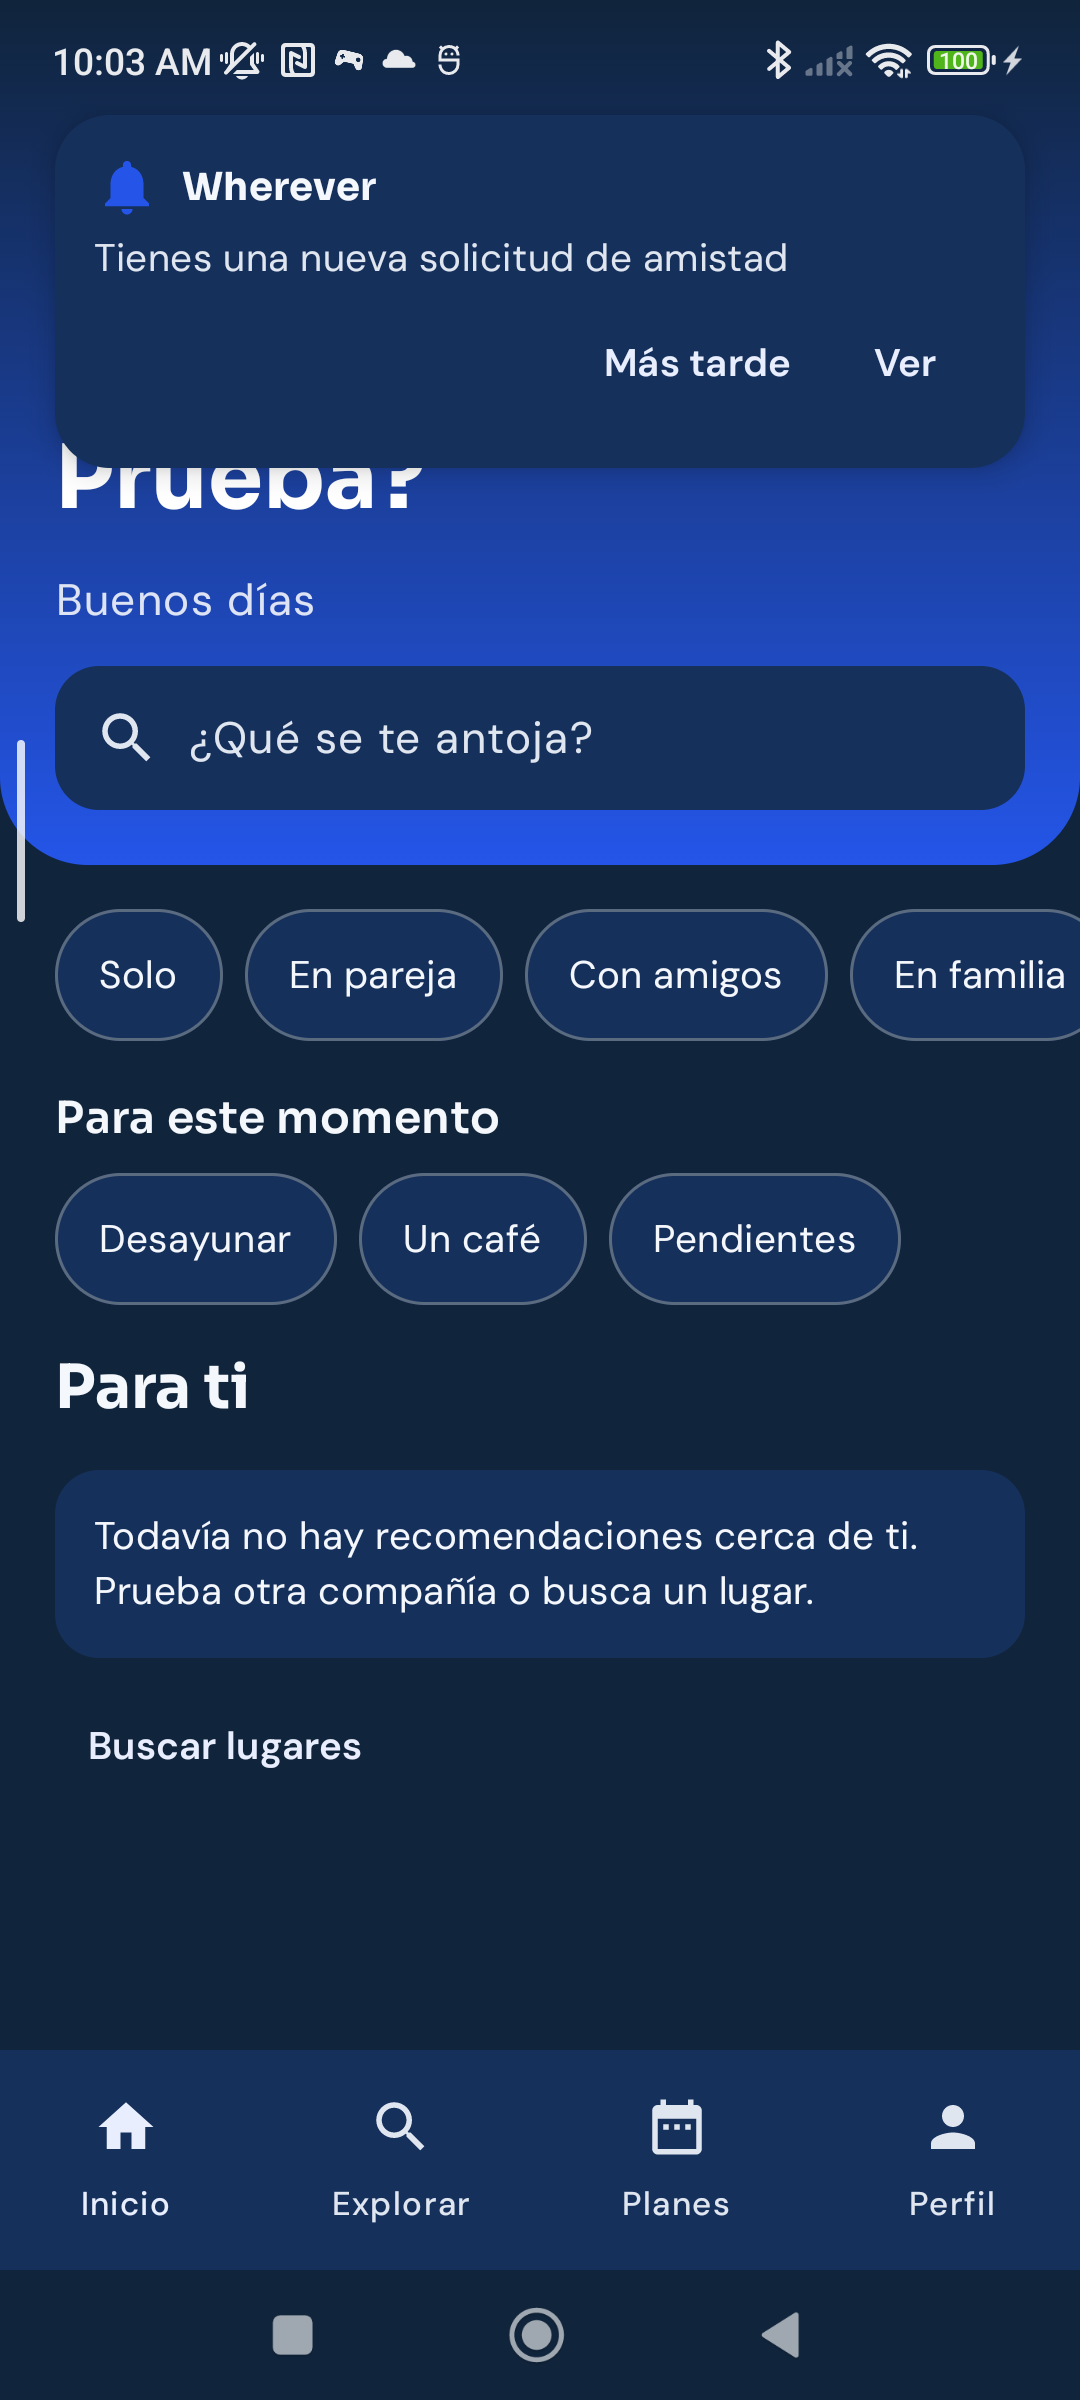 10:03 AM
100
Wherever
Tienes una nueva solicitud de amistad
Más tarde Ver
Prueba?
Buenos días
¿Qué se te antoja?
Solo En pareja Con amigos En familia
Para este momento
Desayunar Un café Pendientes
Para ti
Todavía no hay recomendaciones cerca de ti.
Prueba otra compañía o busca un lugar.
Buscar lugares
Inicio Explorar Planes Perfil